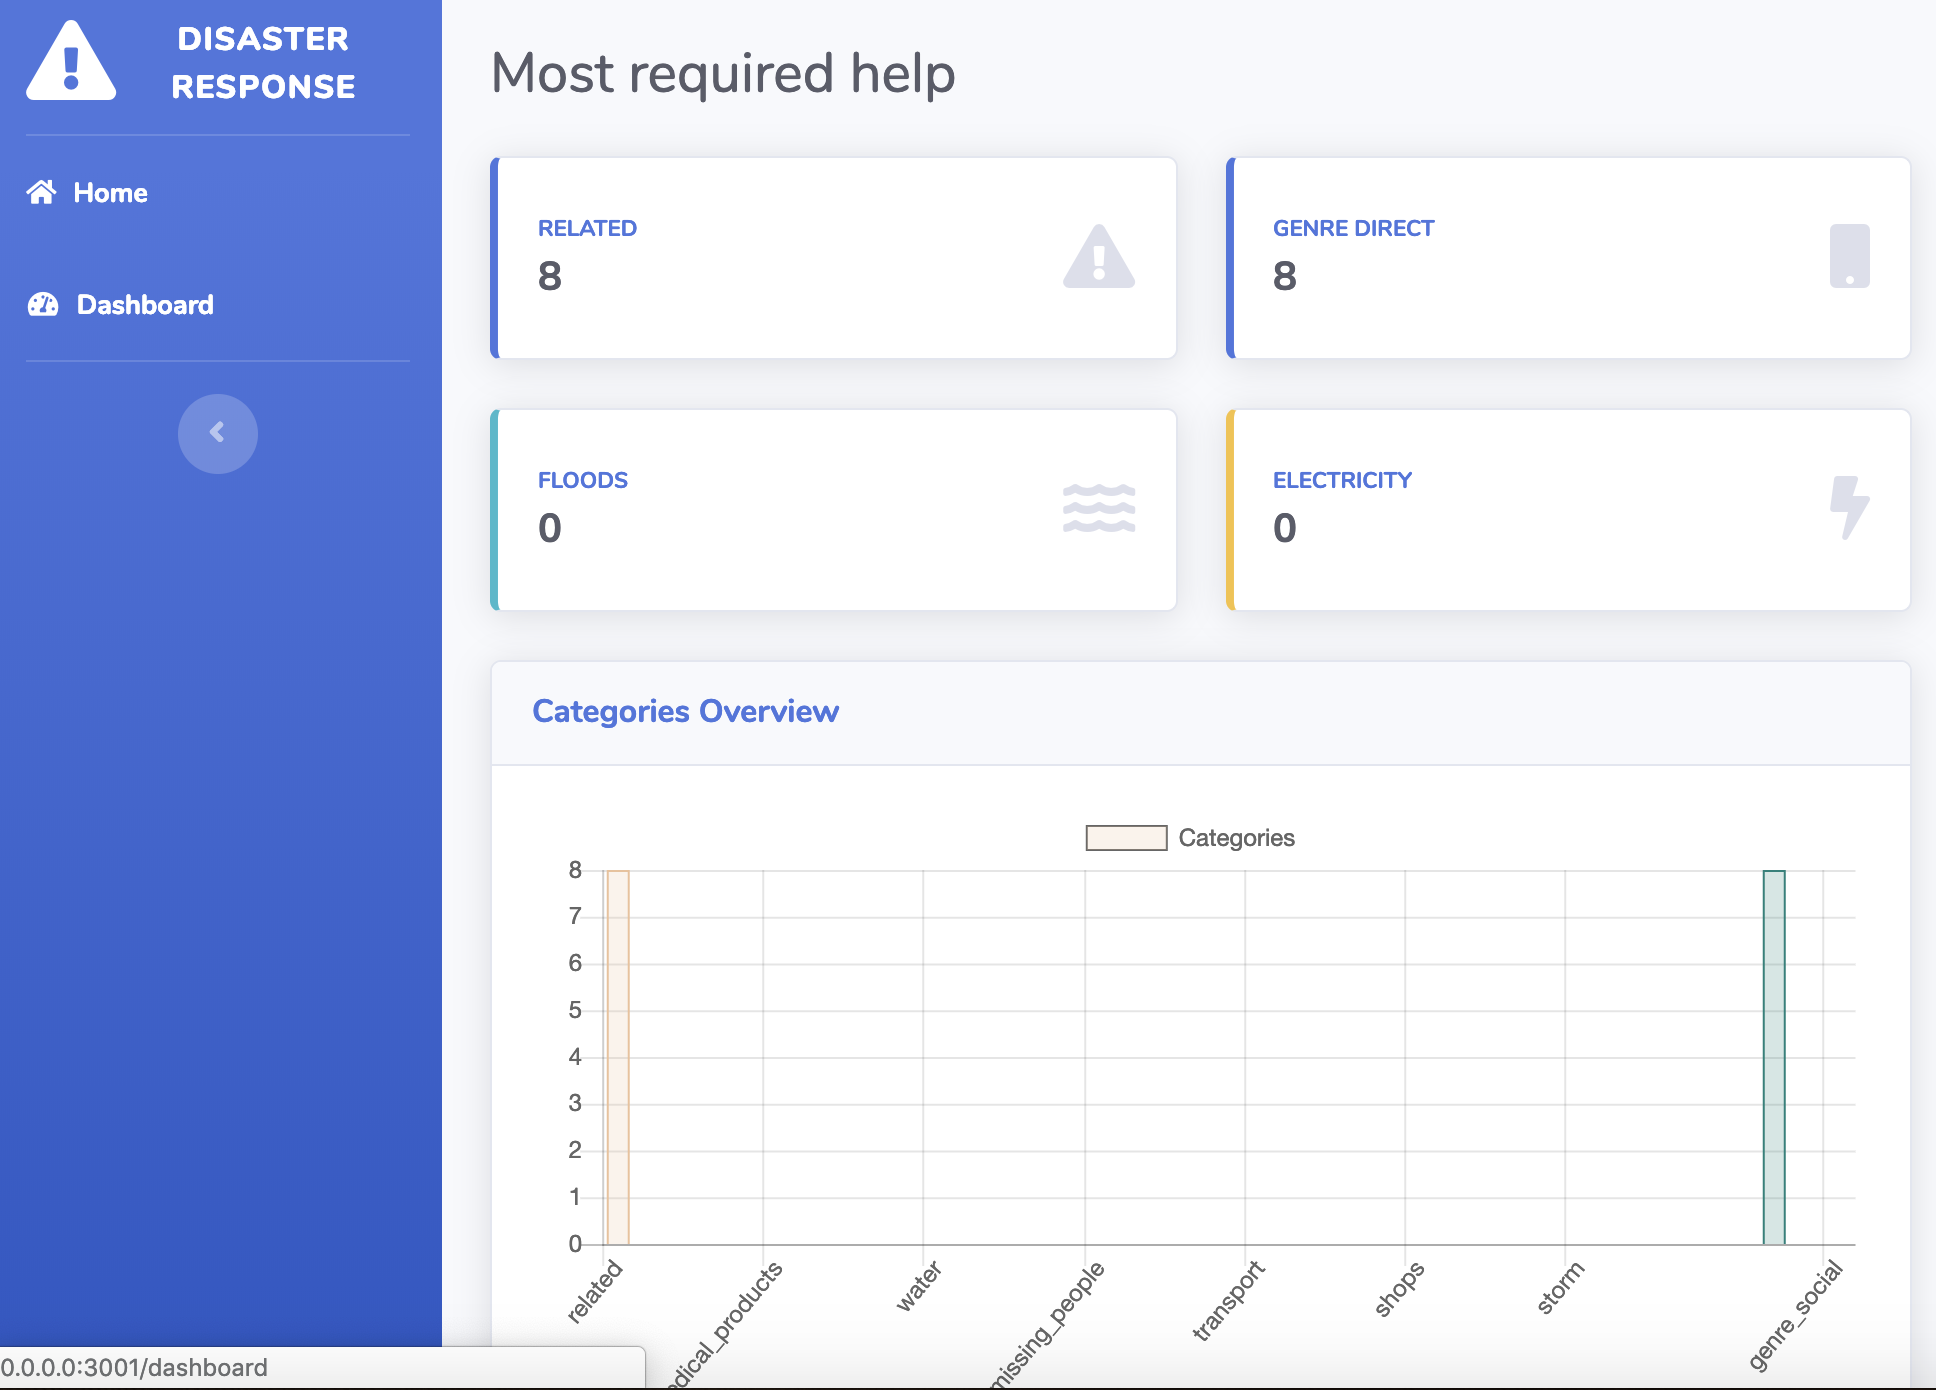 DISASTER
RESPONSE
Home
Dashboard
Most required help
RELATED
8
GENRE DIRECT
8
FLOODS
0
ELECTRICITY
0
Categories Overview
Categories
8
7
6
5
4
3
2
1
0
related
edical_products
water
missing_people
transport
shops
storm
genre_social
0.0.0.0:3001/dashboard